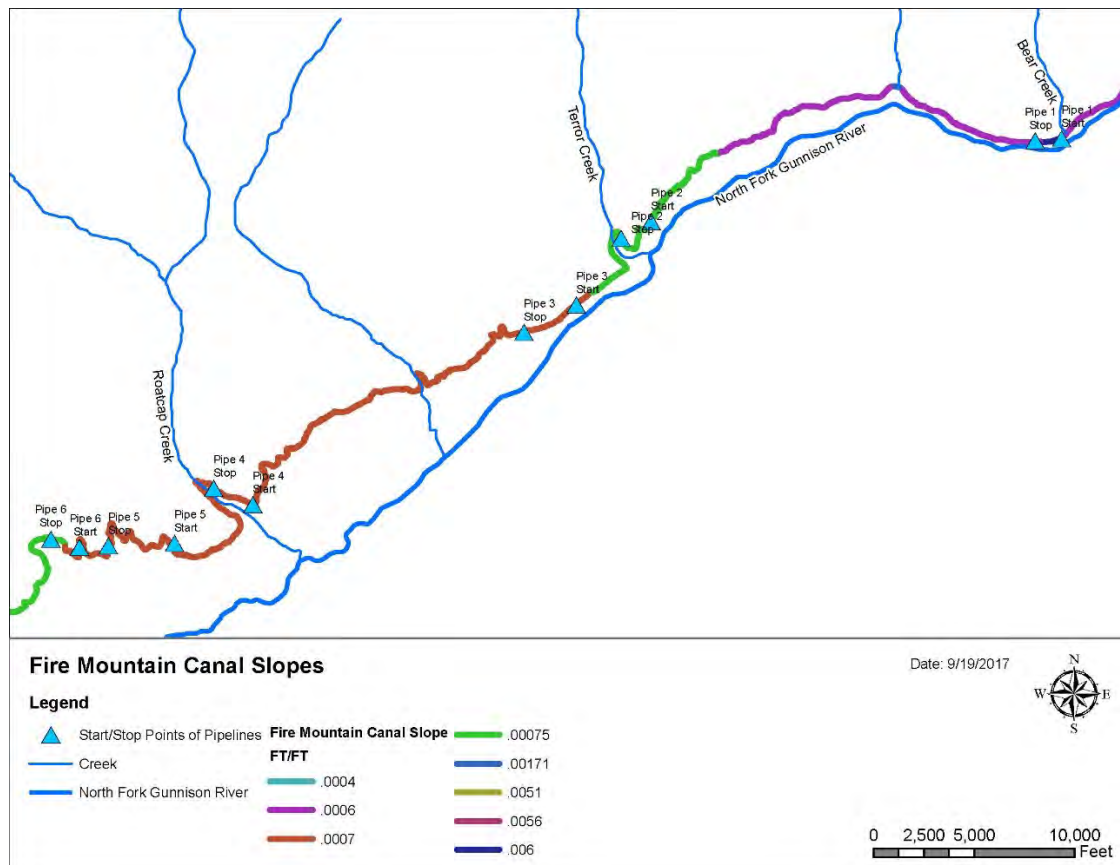 Bear Creek
Pipe 1
Stop
Pipe 1
Start
Terror Creek
North Fork Gunnison River
Pipe 2
Start
Pipe 2
Stop
Pipe 3
Start
Pipe 3
Stop
Roatcap Creek
Pipe 4
Stop
Pipe 4
Start
Pipe 6
Stop
Pipe 6
Start
Pipe 5
Stop
Pipe 5
Start
Fire Mountain Canal Slopes
Date: 9/19/2017
N
W E
S
Legend
Start/Stop Points of Pipelines
Creek
North Fork Gunnison River
Fire Mountain Canal Slope
FT/FT
.0004
.0006
.0007
.00075
.00171
.0051
.0056
.006
0 2,500 5,000 10,000
Feet